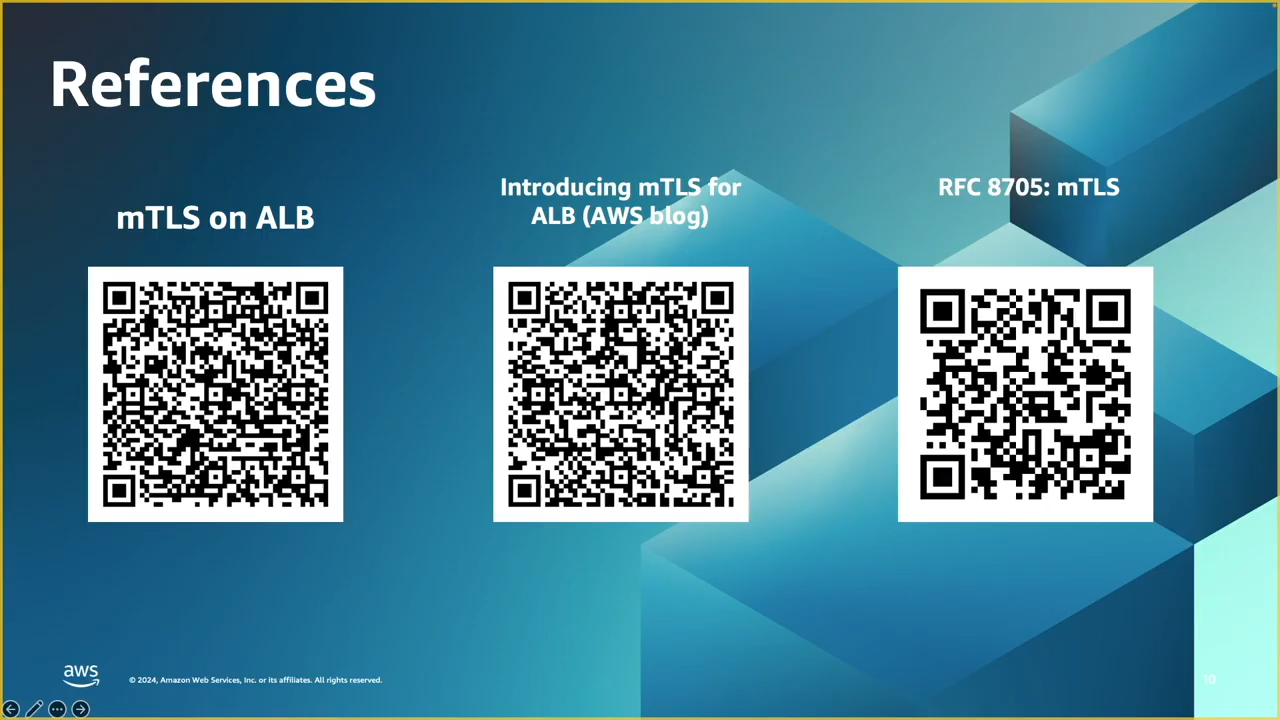 References
mTLS on ALB
Introducing mTLS for
ALB (AWS blog)
RFC 8705: mTLS
aws
© 2024, Amazon Web Services, Inc. or its affiliates. All rights reserved.
10